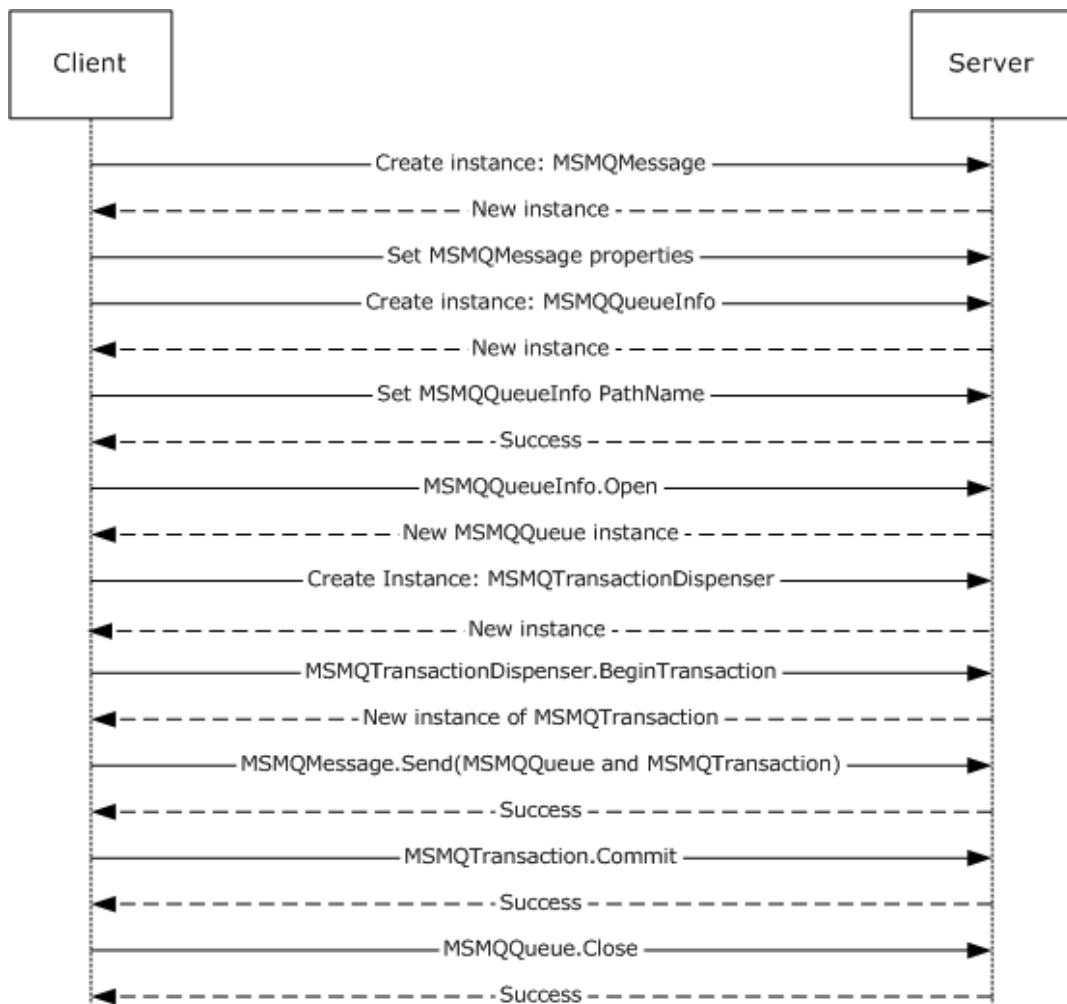 Client
Server
Create instance: MSMQMessage
New instance
Set MSMQMessage properties
Create instance: MSMQQueueInfo
New instance
Set MSMQQueueInfo PathName
Success
MSMQQueueInfo.Open
New MSMQQueue instance
Create Instance: MSMQTransactionDispenser
New instance
MSMQTransactionDispenser.BeginTransaction
New instance of MSMQTransaction
MSMQMessage.Send(MSMQQueue and MSMQTransaction)
Success
MSMQTransaction.Commit
Success
MSMQQueue.Close
Success